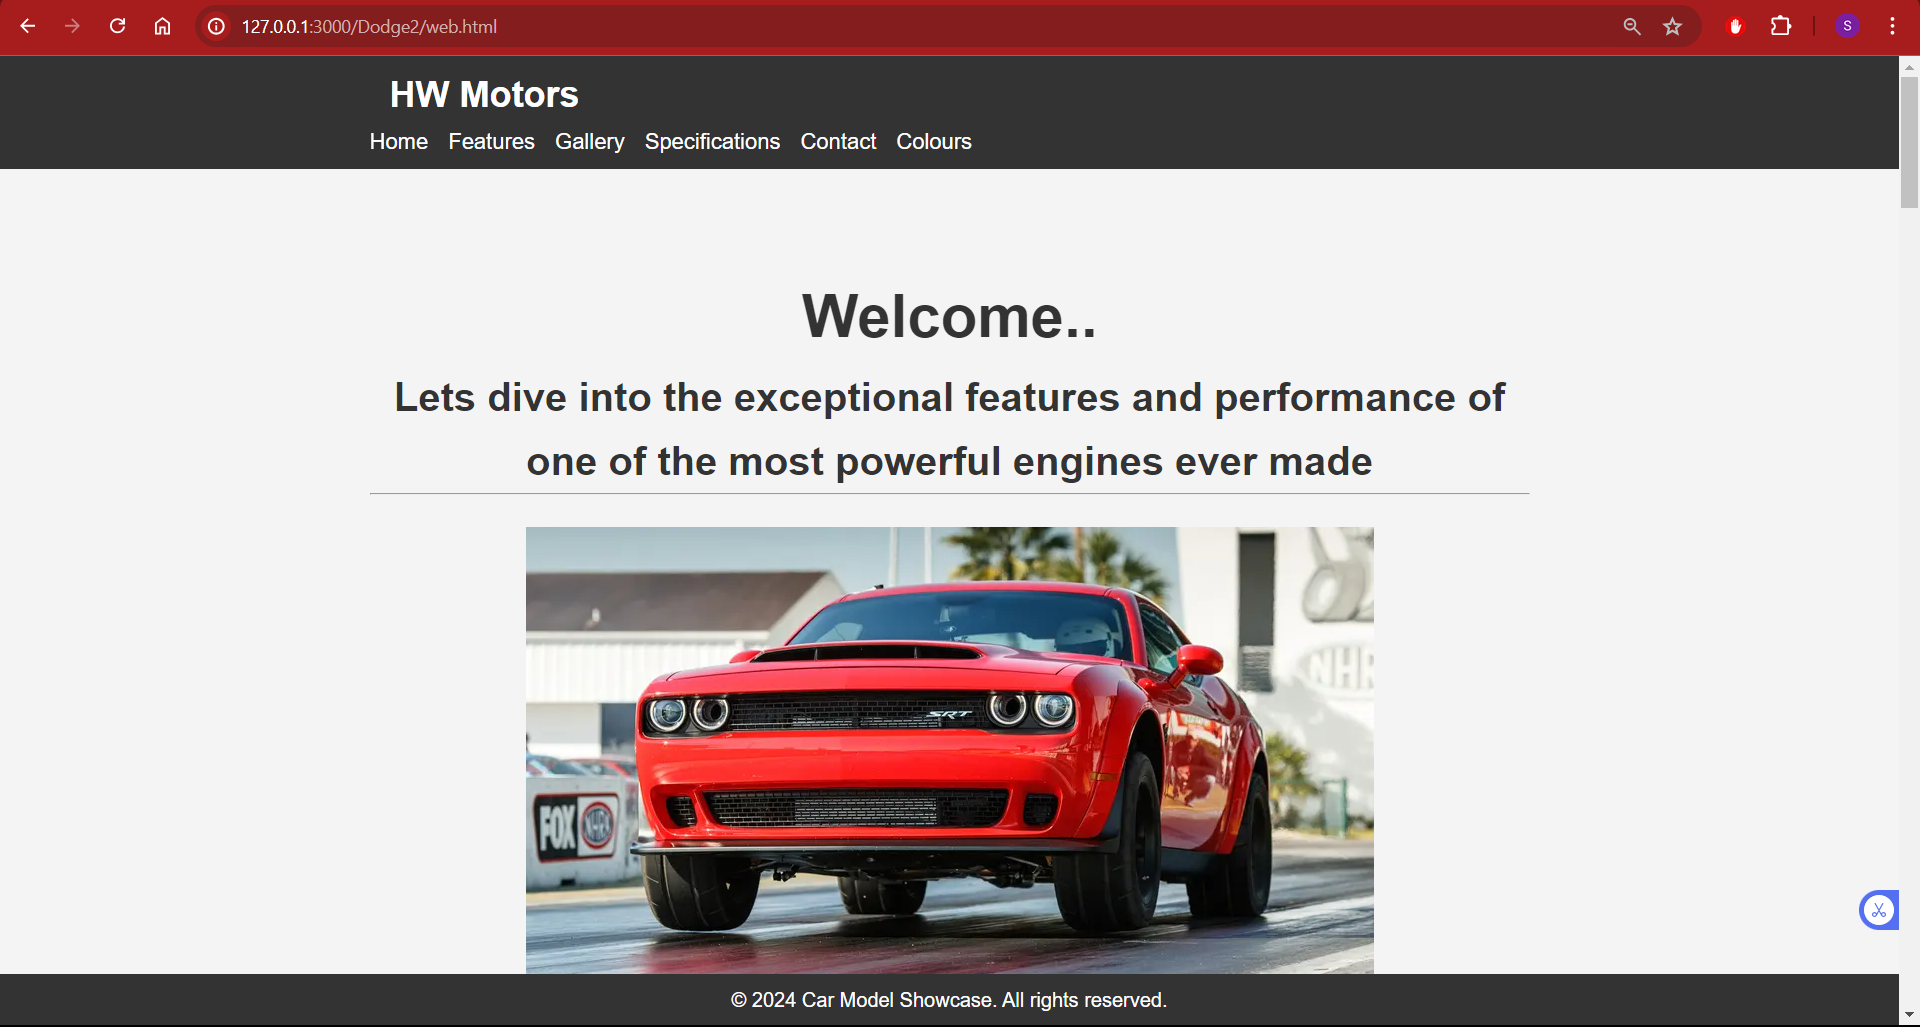 127.0.0.1:3000/Dodge2/web.html
S
HW Motors
Home Features Gallery Specifications Contact Colours
Welcome..
Lets dive into the exceptional features and performance of
one of the most powerful engines ever made
NHR
SRT
FOX NHRA
© 2024 Car Model Showcase. All rights reserved.